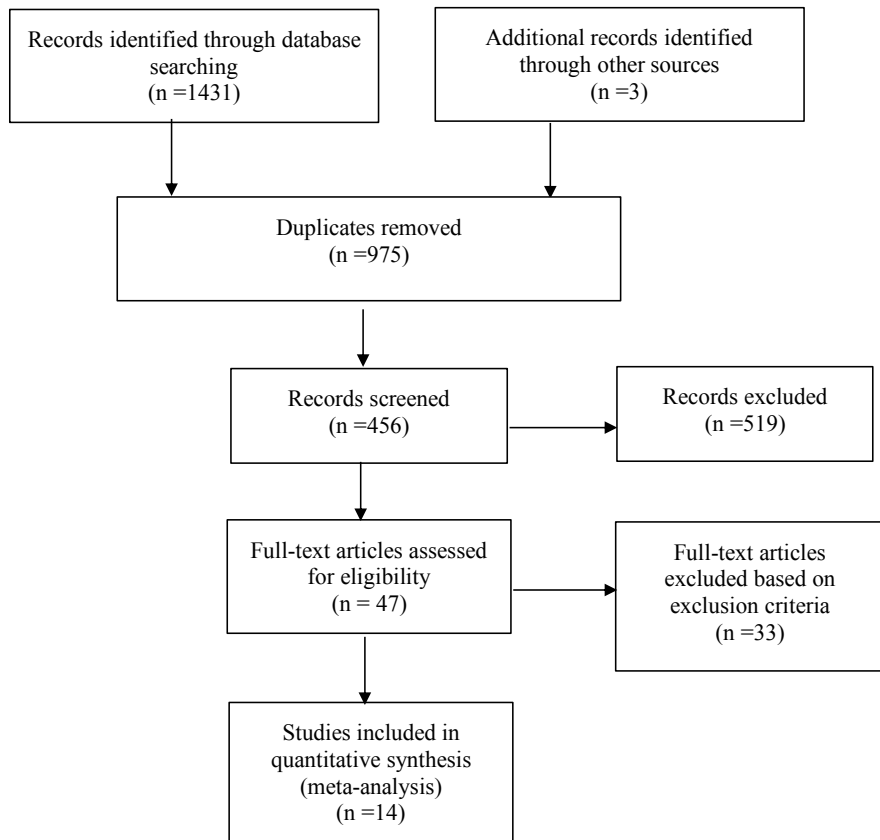 Records identified through database
searching
(n =1431)
Additional records identified
through other sources
(n =3)
Duplicates removed
(n =975)
Records screened
(n =456)
Records excluded
(n =519)
Full-text articles assessed
for eligibility
(n = 47)
Full-text articles
excluded based on
exclusion criteria
(n =33)
Studies included in
quantitative synthesis
(meta-analysis)
(n =14)